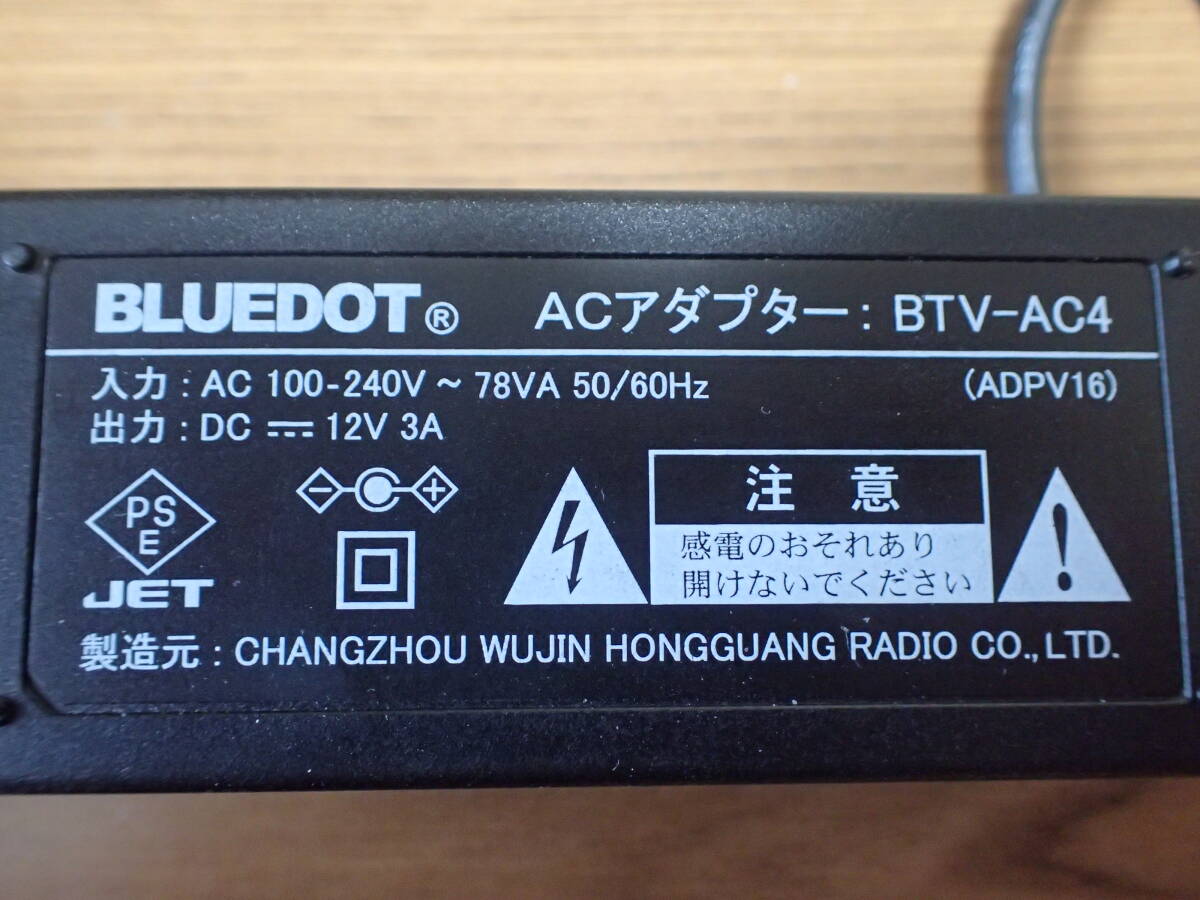 BLUEDOT® ACアダプター: BTV-AC4
入力 : AC 100-240V ~ 78VA 50/60Hz (ADPV16)
出力 : DC ⎓ 12V 3A
PS
E
JET
注 意
感電のおそれあり
開けないでください
製造元 : CHANGZHOU WUJIN HONGGUANG RADIO CO., LTD.